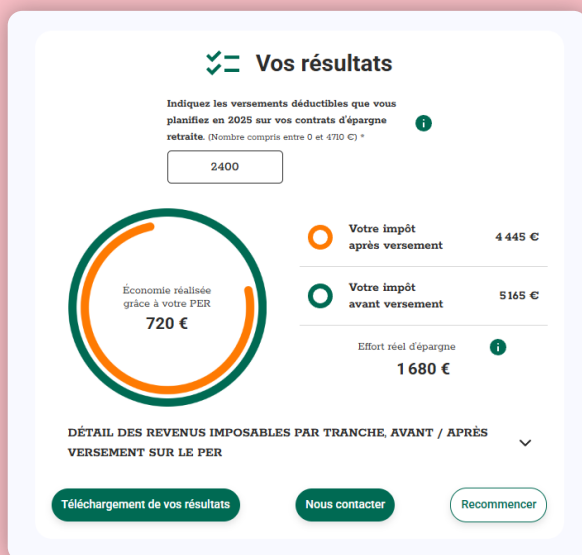 Vos résultats
Indiquez les versements déductibles que vous
planifiez en 2025 sur vos contrats d'épargne
retraite. (Nombre compris entre 0 et 4710 €) *
2400
Économie réalisée
grâce à votre PER
720 €
Votre impôt
après versement
4 445 €
Votre impôt
avant versement
5 165 €
Effort réel d'épargne
1 680 €
DÉTAIL DES REVENUS IMPOSABLES PAR TRANCHE, AVANT / APRÈS
VERSEMENT SUR LE PER
Téléchargement de vos résultats
Nous contacter
Recommencer